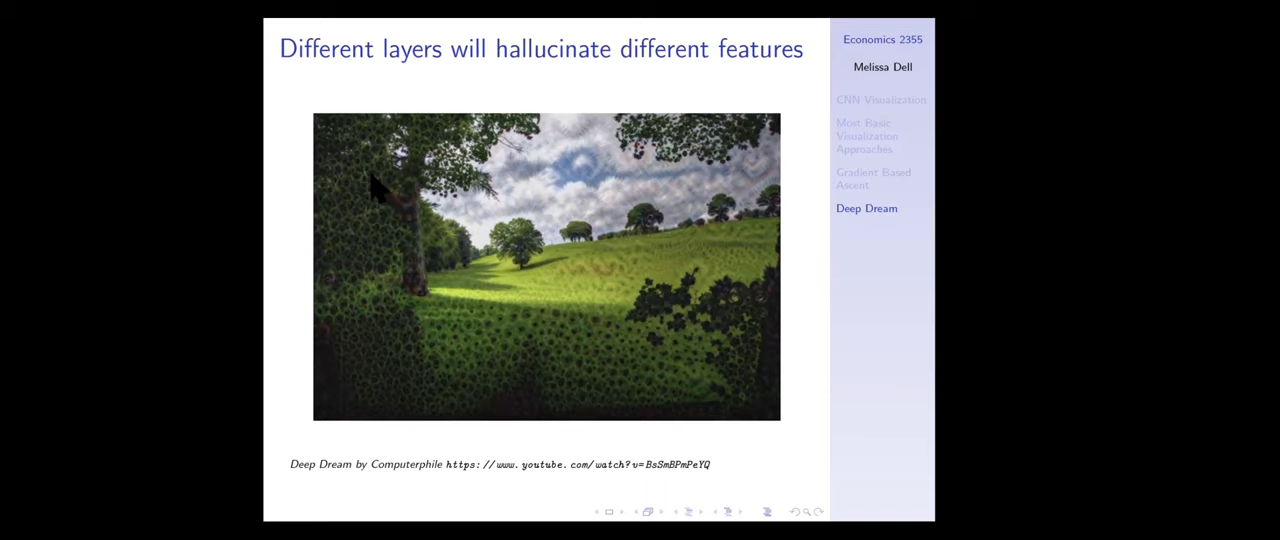 Different layers will hallucinate different features
Deep Dream by Computerphile https://www.youtube.com/watch?v=BsSmBPmPeYQ
Economics 2355
Melissa Dell
CNN Visualization
Most Basic
Visualization
Approaches
Gradient Based
Ascent
Deep Dream